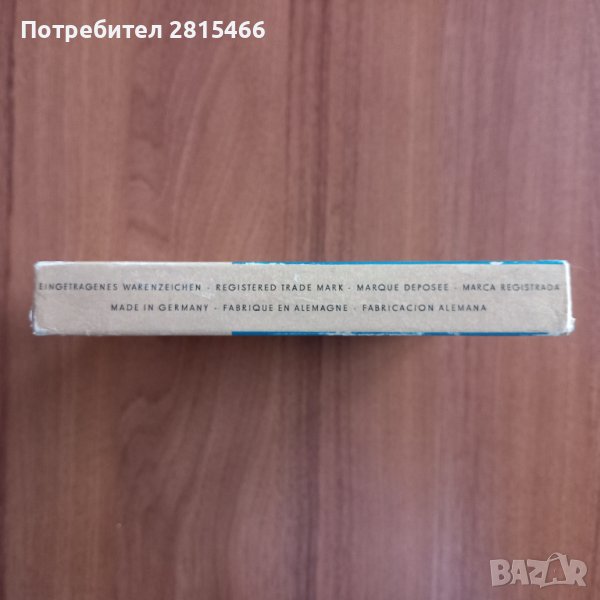 Потребител 2815466
EINGETRAGENES WARENZEICHEN · REGISTERED TRADE MARK · MARQUE DEPOSEE · MARCA REGISTRADA
MADE IN GERMANY · FABRIQUE EN ALEMAGNE · FABRICACION ALEMANA
BAZAR